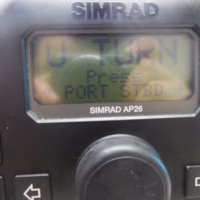 SIMRAD
U-TURN
Press
PORT STBD
SIMRAD AP26